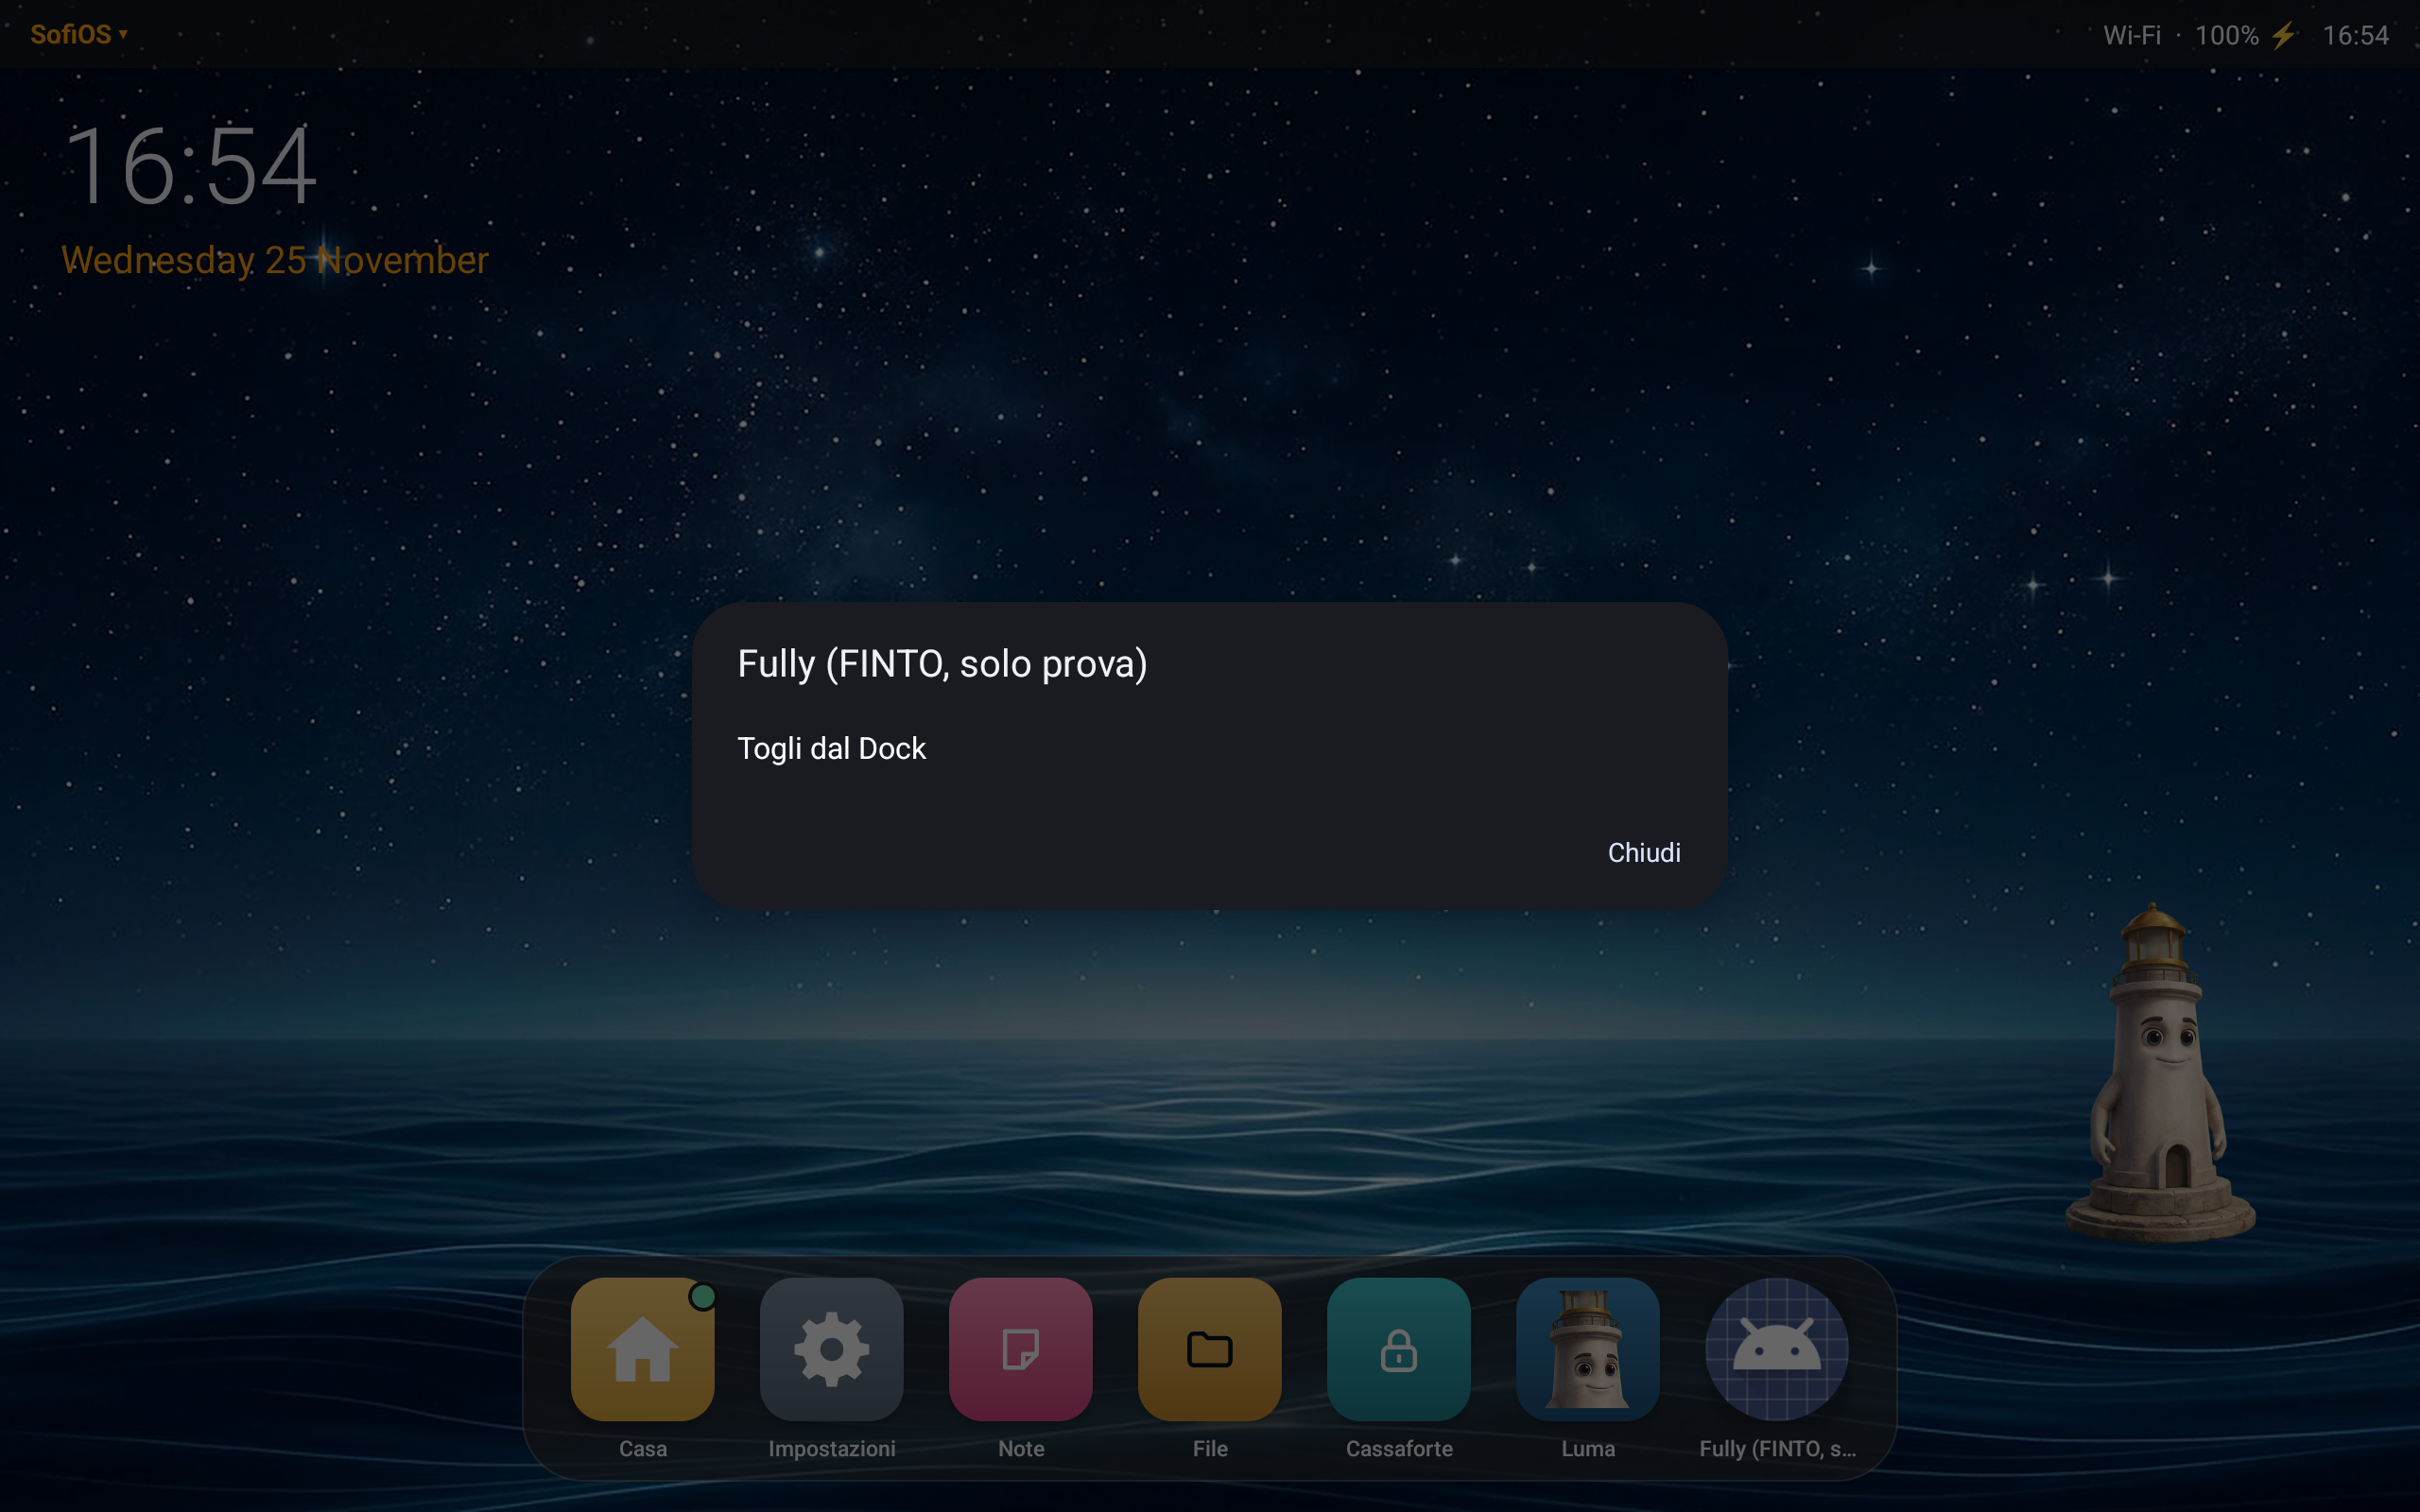 SofiOS ▾
Wi-Fi · 100% ⚡ 16:54
16:54
Wednesday 25 November
Fully (FINTO, solo prova)
Togli dal Dock
Chiudi
Casa
Impostazioni
Note
File
Cassaforte
Luma
Fully (FINTO, s...